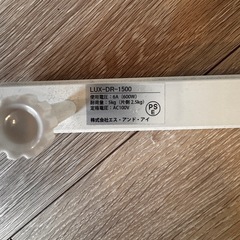 LUX-DR-1500
使用電圧:6A(600W)
耐荷重:5kg(片側2.5kg)
定格電圧:AC100V
株式会社エス・アンド・アイ
PS
E